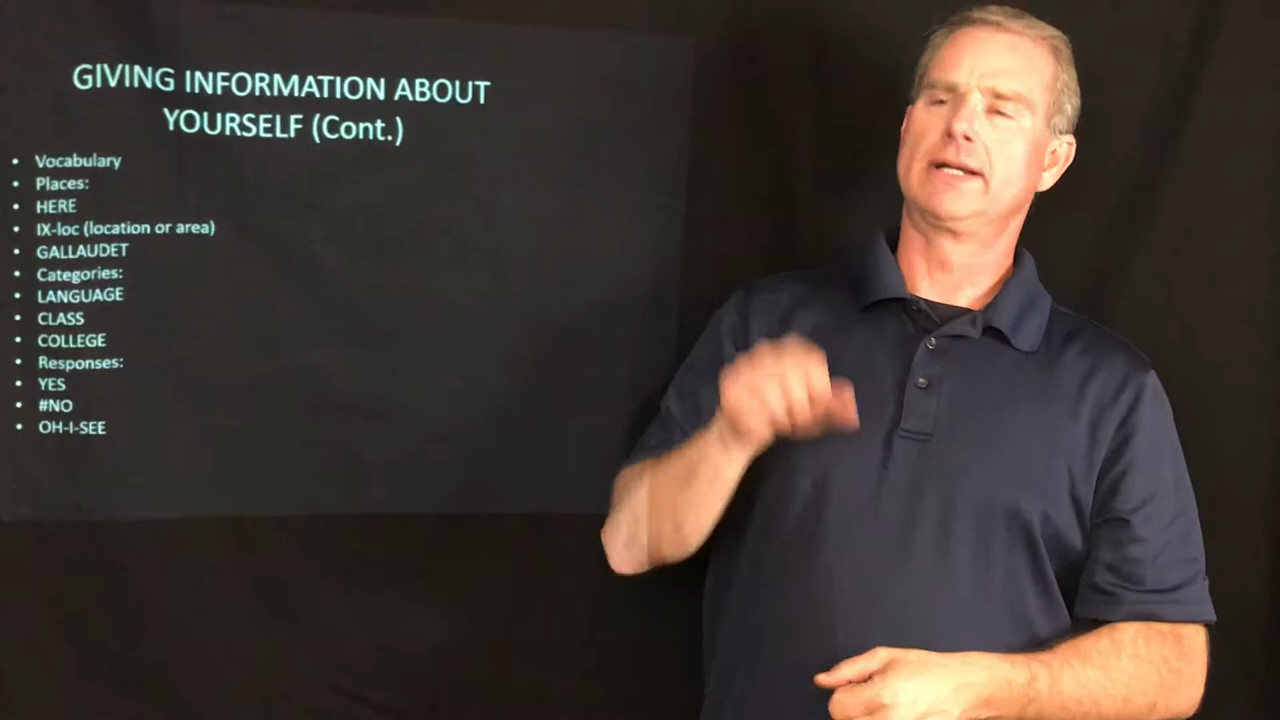 GIVING INFORMATION ABOUT
YOURSELF (Cont.)
• Vocabulary
• Places:
• HERE
• IX-loc (location or area)
• GALLAUDET
• Categories:
• LANGUAGE
• CLASS
• COLLEGE
• Responses:
• YES
• #NO
• OH-I-SEE